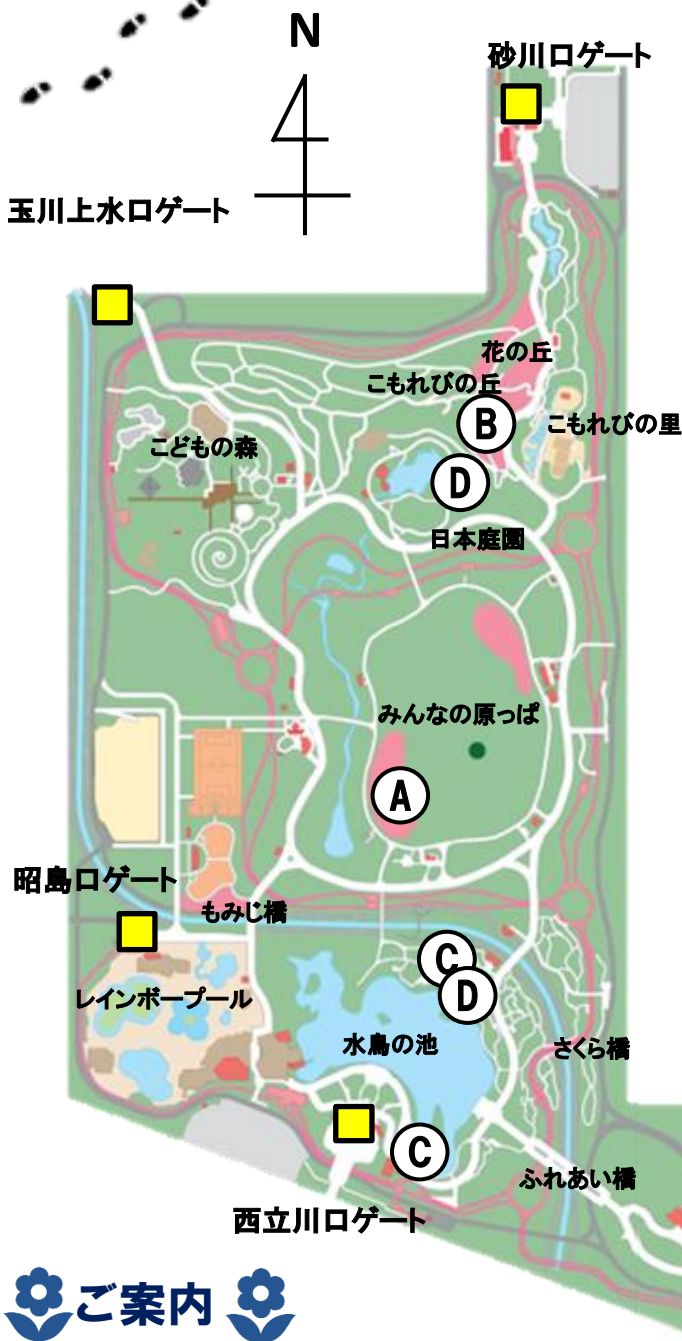 N
砂川口ゲート
玉川上水口ゲート
花の丘
こもれびの丘
B
こもれびの里
こどもの森
D
日本庭園
みんなの原っぱ
A
昭島口ゲート
もみじ橋
C
D
レインボープール
水鳥の池
さくら橋
C
ふれあい橋
西立川口ゲート
ご案内